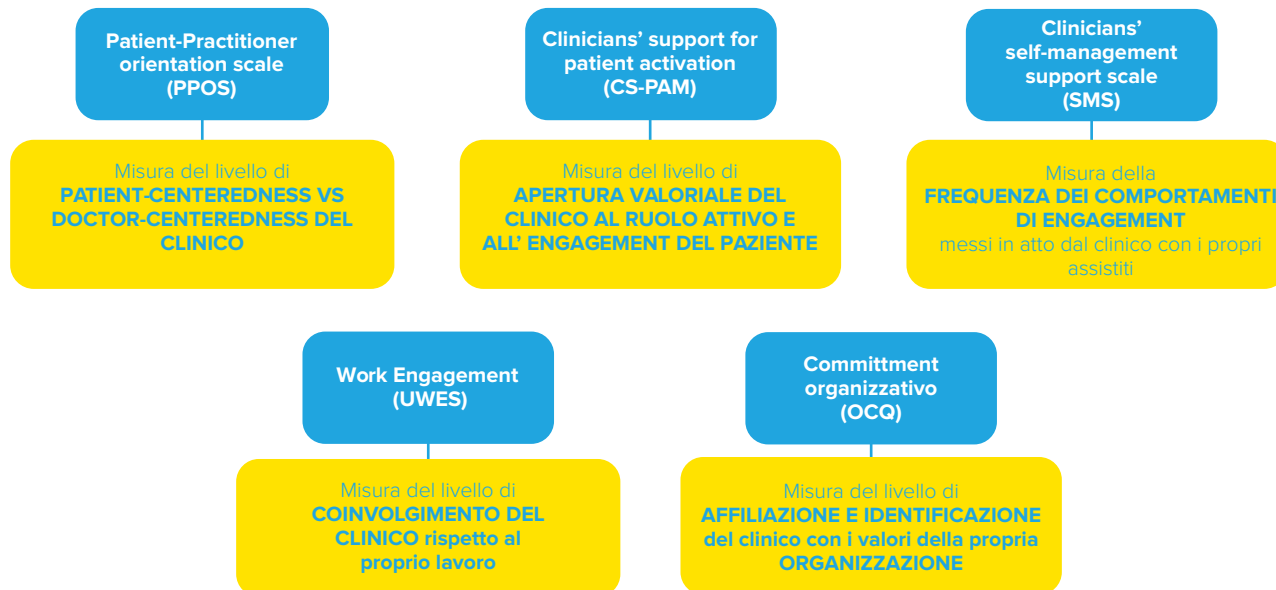 Patient-Practitioner
orientation scale
(PPOS)
Misura del livello di
PATIENT-CENTEREDNESS VS
DOCTOR-CENTEREDNESS DEL
CLINICO
Clinicians' support for
patient activation
(CS-PAM)
Misura del livello di
APERTURA VALORIALE DEL
CLINICO AL RUOLO ATTIVO E
ALL' ENGAGEMENT DEL PAZIENTE
Clinicians'
self-management
support scale
(SMS)
Misura della
FREQUENZA DEI COMPORTAMENTI
DI ENGAGEMENT
messi in atto dal clinico con i propri
assistiti
Work Engagement
(UWES)
Misura del livello di
COINVOLGIMENTO DEL
CLINICO rispetto al
proprio lavoro
Committment
organizzativo
(OCQ)
Misura del livello di
AFFILIAZIONE E IDENTIFICAZIONE
del clinico con i valori della propria
ORGANIZZAZIONE